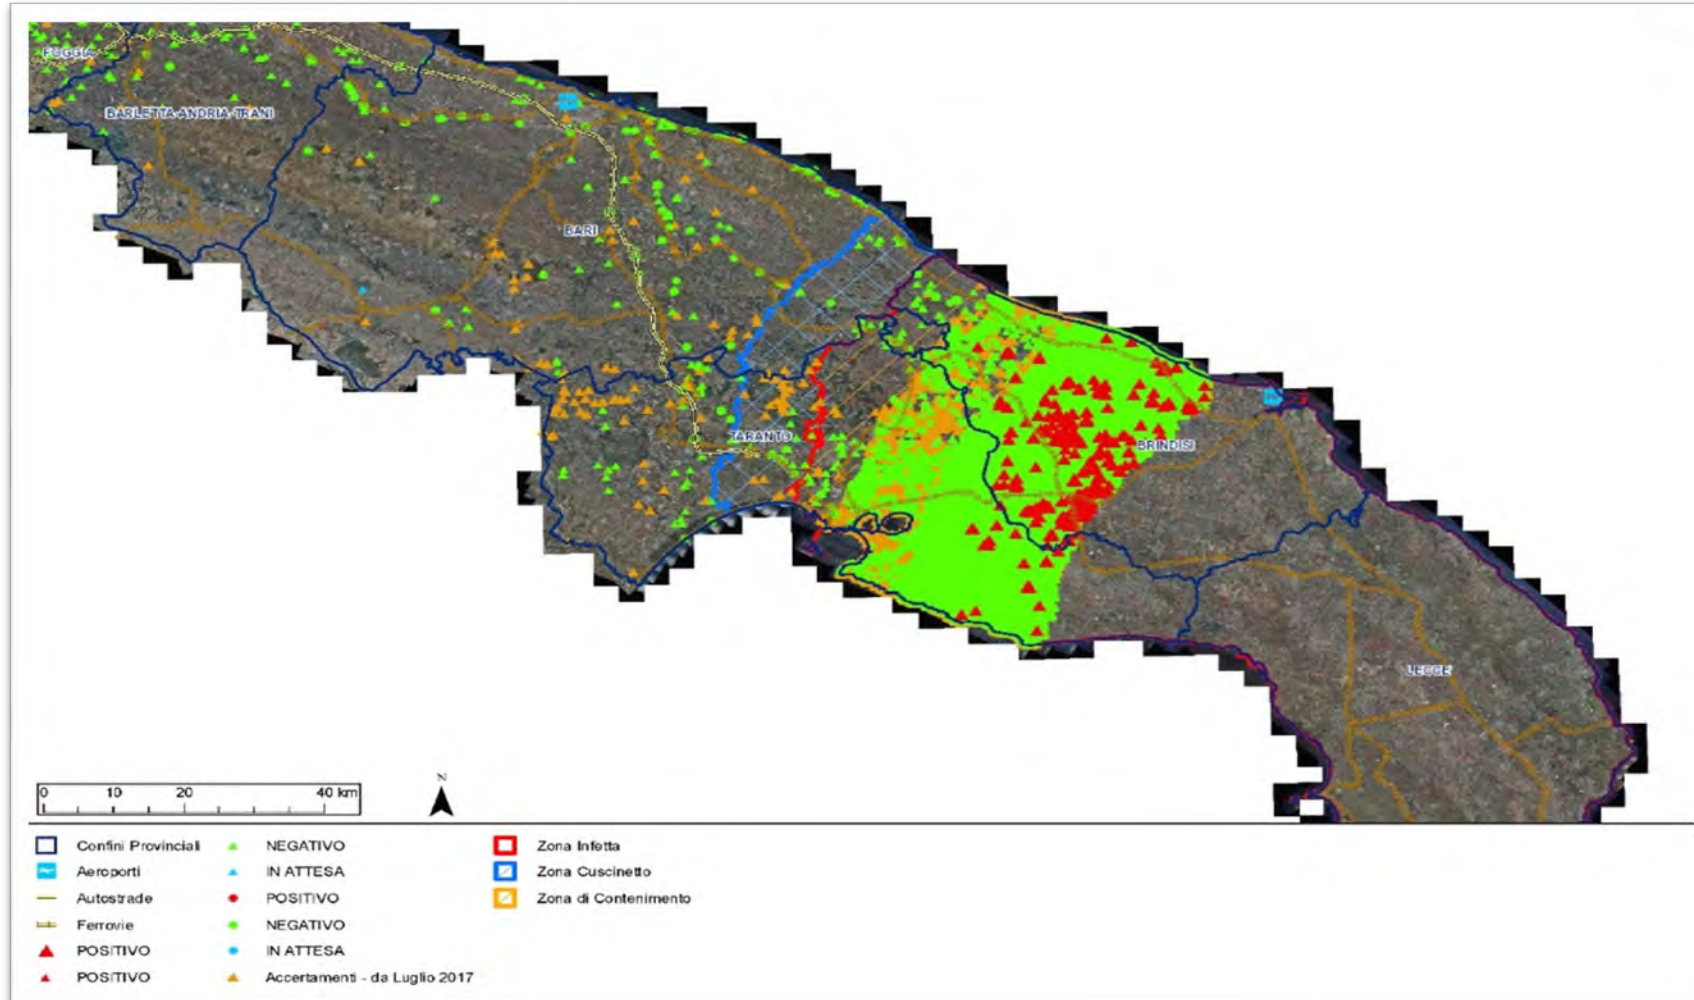 FOGGIA
BARLETTA-ANDRIA-TRANI
BARI
TARANTO
BRINDISI
LECCE
0 10 20 40 km
N
Confini Provinciali
Aeroporti
Autostrade
Ferrovie
POSITIVO
POSITIVO
NEGATIVO
IN ATTESA
POSITIVO
NEGATIVO
IN ATTESA
Accertamenti - da Luglio 2017
Zona Infetta
Zona Cuscinetto
Zona di Contenimento